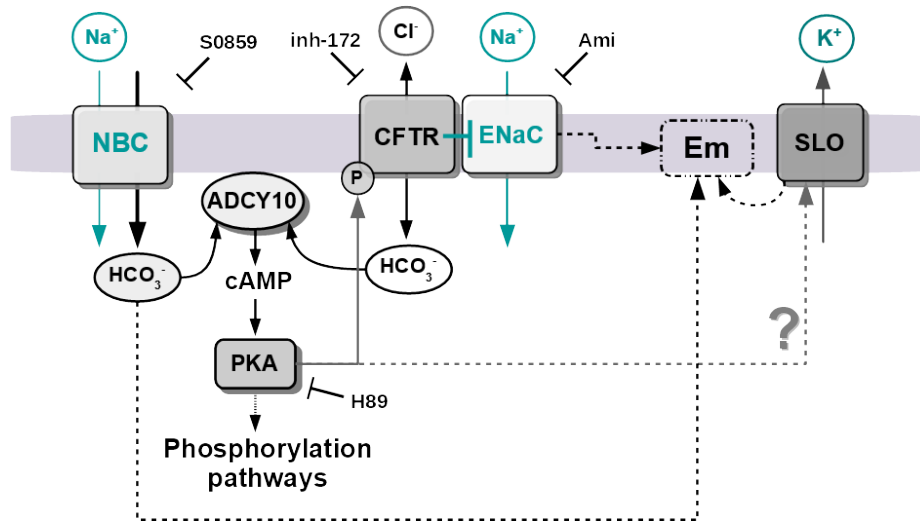 Na⁺
S0859
inh-172
Cl⁻
Na⁺
Ami
K⁺
NBC
CFTR
ENaC
Em
SLO
P
ADCY10
HCO₃⁻
cAMP
HCO₃⁻
?
PKA
H89
Phosphorylation
pathways